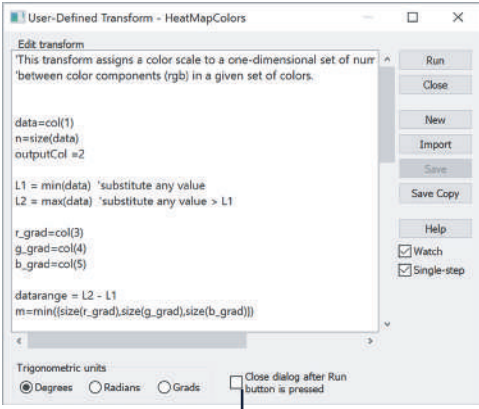 User-Defined Transform - HeatMapColors
Edit transform
'This transform assigns a color scale to a one-dimensional set of num
'between color components (rgb) in a given set of colors.
data=col(1)
n=size(data)
outputCol =2
L1 = min(data) 'substitute any value
L2 = max(data) 'substitute any value > L1
r_grad=col(3)
g_grad=col(4)
b_grad=col(5)
datarange = L2 - L1
m=min({size(r_grad),size(g_grad),size(b_grad)})
Run
Close
New
Import
Save
Save Copy
Help
Watch
Single-step
Trigonometric units
Degrees Radians Grads
Close dialog after Run
button is pressed